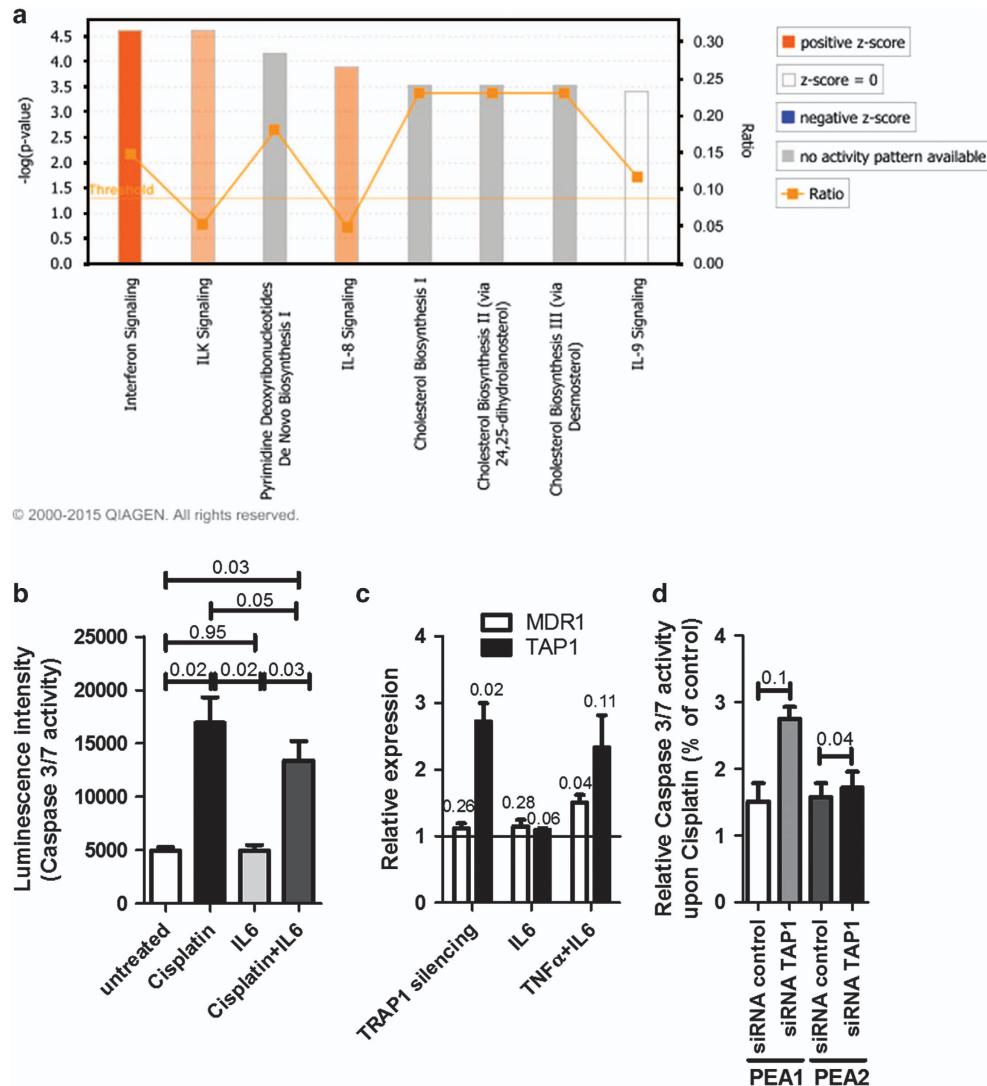 a
4.5
4.0
3.5
3.0
2.5
2.0
1.5
1.0
0.5
0.0
-log(p-value)
Threshold
0.30
0.25
0.20
0.15
0.10
0.05
0.00
Ratio
positive z-score
z-score = 0
negative z-score
no activity pattern available
Ratio
Interferon Signaling
ILK Signaling
Pyrimidine Deoxyribonucleotides
De Novo Biosynthesis I
IL-8 Signaling
Cholesterol Biosynthesis I
Cholesterol Biosynthesis II (via
24,25-dihydrolanosterol)
Cholesterol Biosynthesis III (via
Desmosterol)
IL-9 Signaling
© 2000-2015 QIAGEN. All rights reserved.
b
Luminescence intensity
(Caspase 3/7 activity)
25000
20000
15000
10000
5000
0
0.03
0.05
0.95
0.02
0.02
0.03
untreated
Cisplatin
IL6
Cisplatin+IL6
c
MDR1
TAP1
Relative expression
4
3
2
1
0
0.26
0.02
0.28
0.06
0.04
0.11
TRAP1 silencing
IL6
TNFα+IL6
d
Relative Caspase 3/7 activity
upon Cisplatin (% of control)
4
3
2
1
0
0.1
0.04
siRNA control
siRNA TAP1
siRNA control
siRNA TAP1
PEA1
PEA2